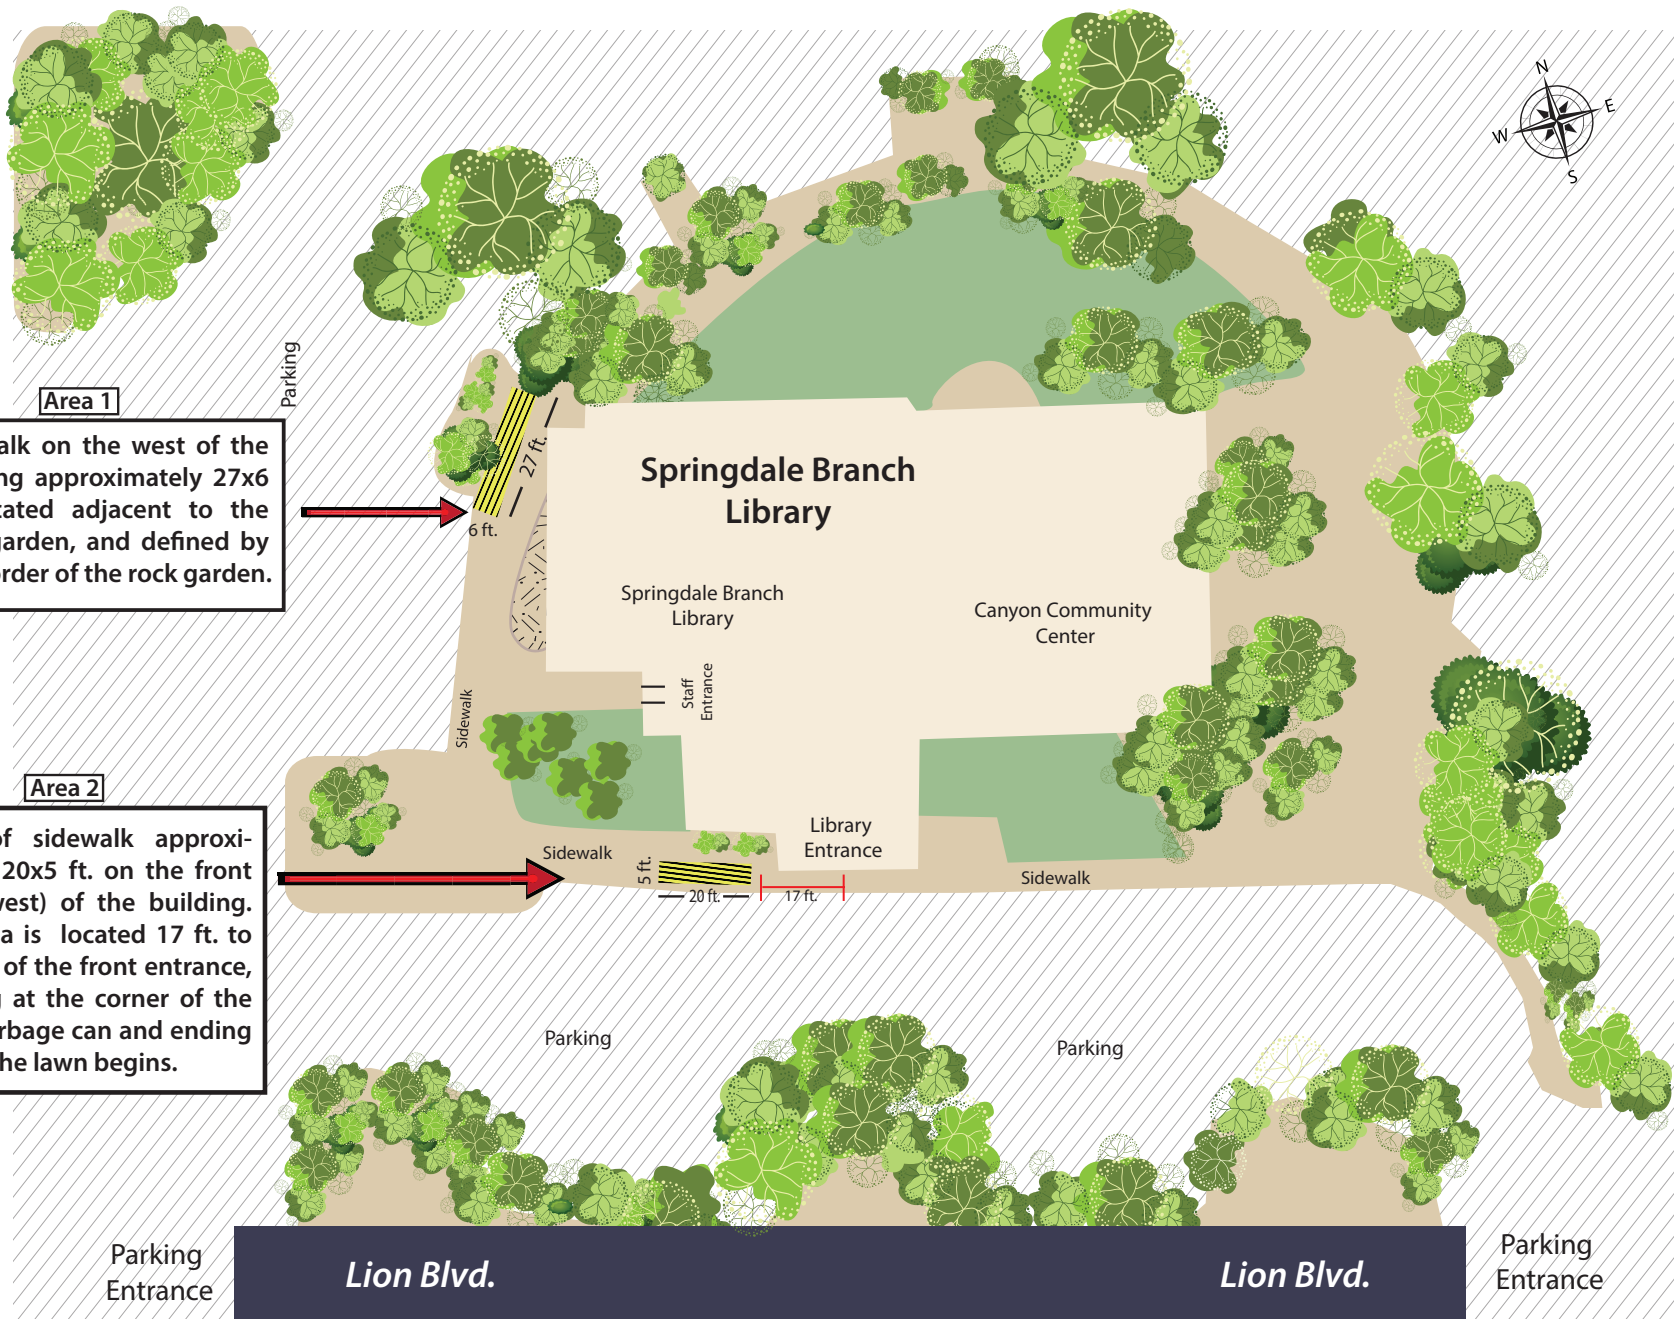 N
E
W
S
Parking
Area 1
alk on the west of the
ng approximately 27x6
tated adjacent to the
garden, and defined by
order of the rock garden.
27 ft.
6 ft.
Springdale Branch
Library
Springdale Branch
Library
Canyon Community
Center
Staff
Entrance
Sidewalk
Area 2
of sidewalk approxi-
20x5 ft. on the front
west) of the building.
a is located 17 ft. to
of the front entrance,
g at the corner of the
arbage can and ending
he lawn begins.
Sidewalk
5 ft.
20 ft.
17 ft.
Library
Entrance
Sidewalk
Parking
Parking
Parking
Entrance
Lion Blvd.
Lion Blvd.
Parking
Entrance